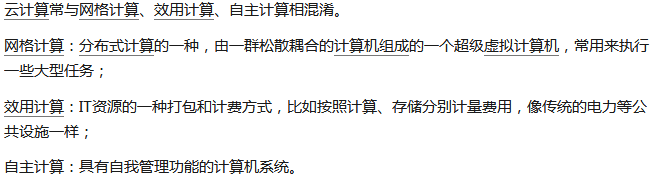 云计算常与网格计算、效用计算、自主计算相混淆。
网格计算：分布式计算的一种，由一群松散耦合的计算机组成的一个超级虚拟计算机，常用来执行
一些大型任务；
效用计算：IT资源的一种打包和计费方式，比如按照计算、存储分别计量费用，像传统的电力等公
共设施一样；
自主计算：具有自我管理功能的计算机系统。